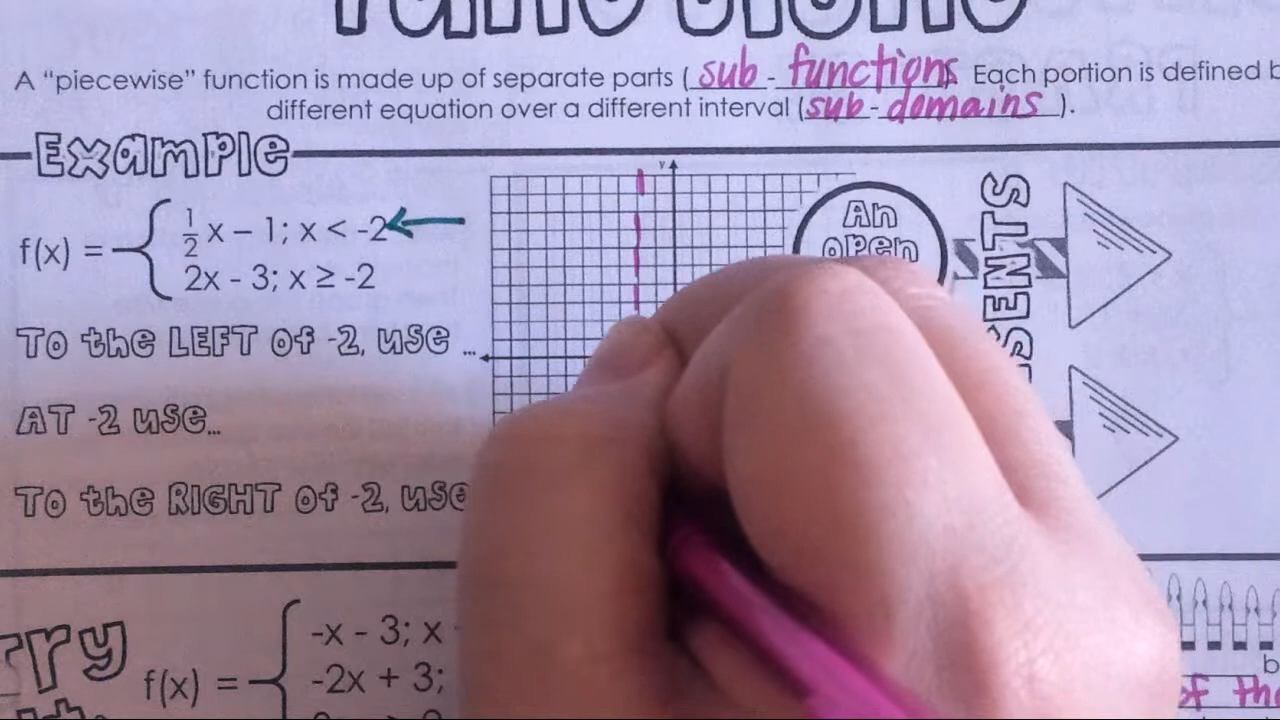 A “piecewise” function is made up of separate parts (sub - functions). Each portion is defined
different equation over a different interval (sub - domains).
Example
y
f(x) = { 1/2 x – 1; x < -2
2x - 3; x ≥ -2
An
open
To the LEFT of -2, use ...
AT -2 use...
To the RIGHT of -2, use
f(x) = { -x - 3; x
-2x + 3;
of the